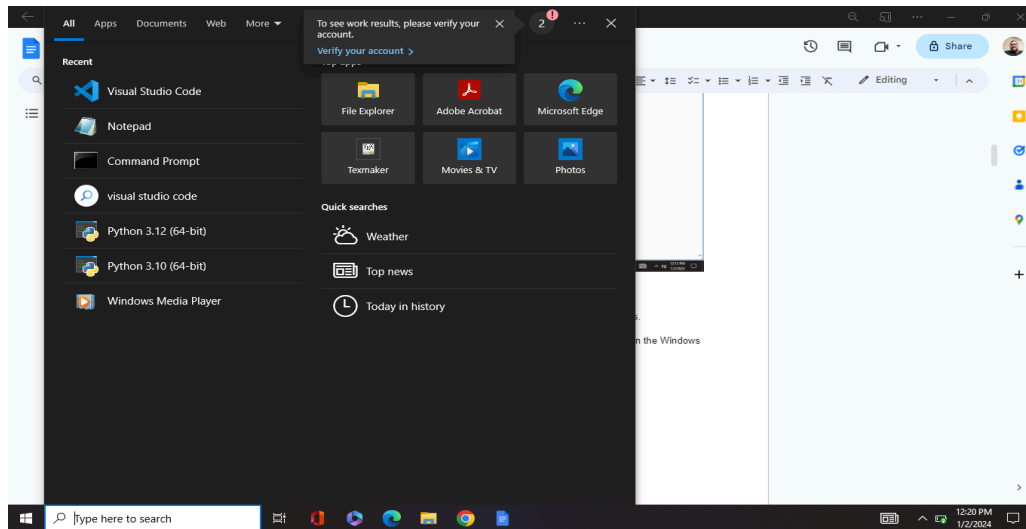 All Apps Documents Web More
To see work results, please verify your
account.
Verify your account >
2
Share
Editing
Recent
Visual Studio Code
Notepad
Command Prompt
visual studio code
Python 3.12 (64-bit)
Python 3.10 (64-bit)
Windows Media Player
File Explorer
Adobe Acrobat
Microsoft Edge
Texmaker
Movies & TV
Photos
Quick searches
Weather
Top news
Today in history
n the Windows
Type here to search
12:20 PM
1/2/2024